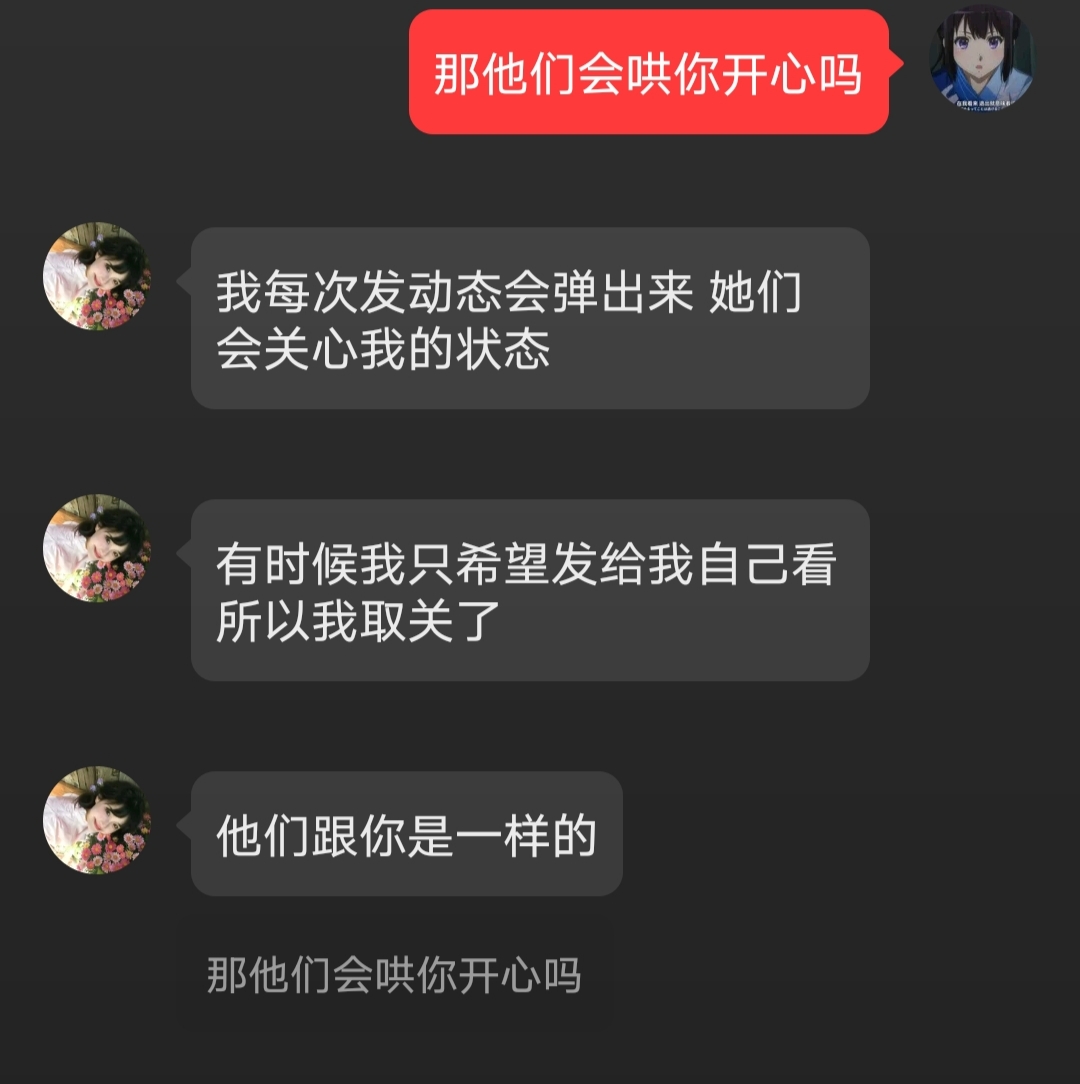 那他们会哄你开心吗
我每次发动态会弹出来 她们
会关心我的状态
有时候我只希望发给我自己看
所以我取关了
他们跟你是一样的
那他们会哄你开心吗